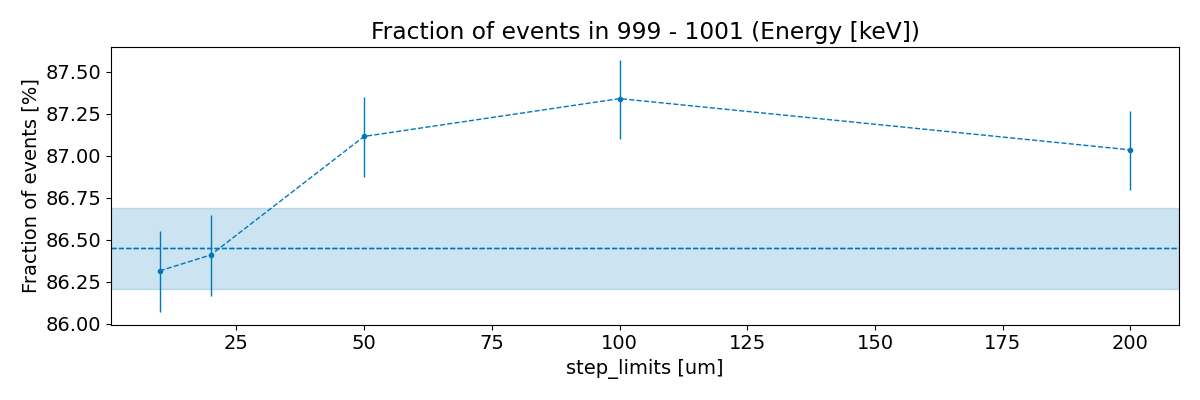 Fraction of events in 999 - 1001 (Energy [keV])
Fraction of events [%]
87.50
87.25
87.00
86.75
86.50
86.25
86.00
25 50 75 100 125 150 175 200
step_limits [um]